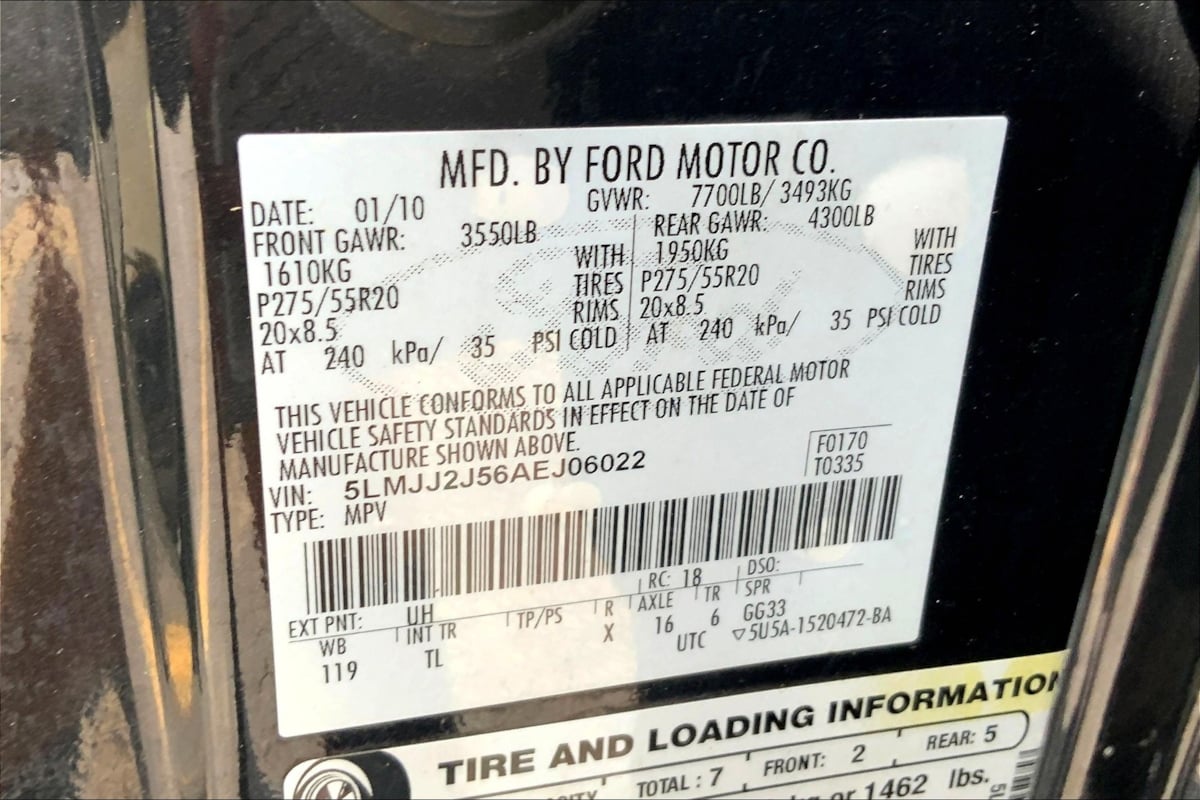 MFD. BY FORD MOTOR CO.
DATE: 01/10 GVWR: 7700LB/ 3493KG
FRONT GAWR: 3550LB REAR GAWR: 4300LB
1610KG WITH 1950KG WITH
P275/55R20 TIRES P275/55R20 TIRES
20x8.5 RIMS 20x8.5 RIMS
AT 240 kPa/ 35 PSI COLD AT 240 kPa/ 35 PSI COLD
THIS VEHICLE CONFORMS TO ALL APPLICABLE FEDERAL MOTOR
VEHICLE SAFETY STANDARDS IN EFFECT ON THE DATE OF
MANUFACTURE SHOWN ABOVE.
F0170
VIN: 5LMJJ2J56AEJ06022 T0335
TYPE: MPV
EXT PNT: UH RC: 18 DSO:
WB INT TR TP/PS R AXLE TR SPR
119 TL X 16 6 GG33
UTC ▽5U5A-1520472-BA
TIRE AND LOADING INFORMATION
TOTAL : 7 FRONT: 2 REAR: 5
or 1462 lbs.